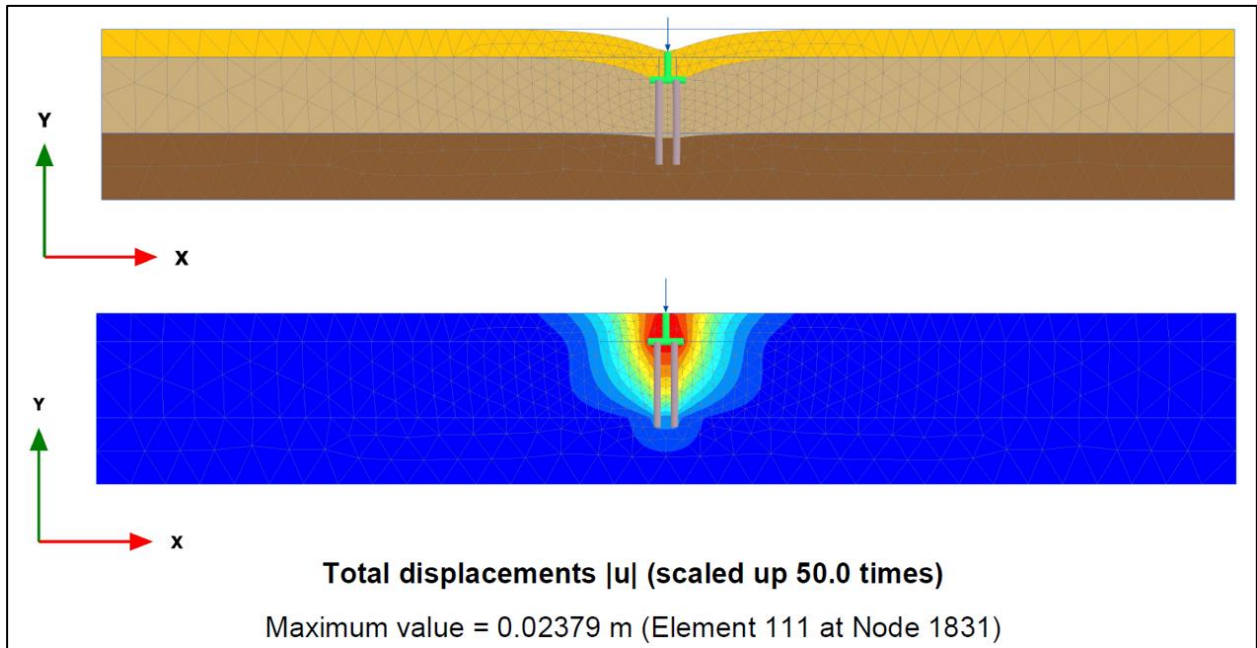 Y
X
Y
X
Total displacements |u| (scaled up 50.0 times)
Maximum value = 0.02379 m (Element 111 at Node 1831)